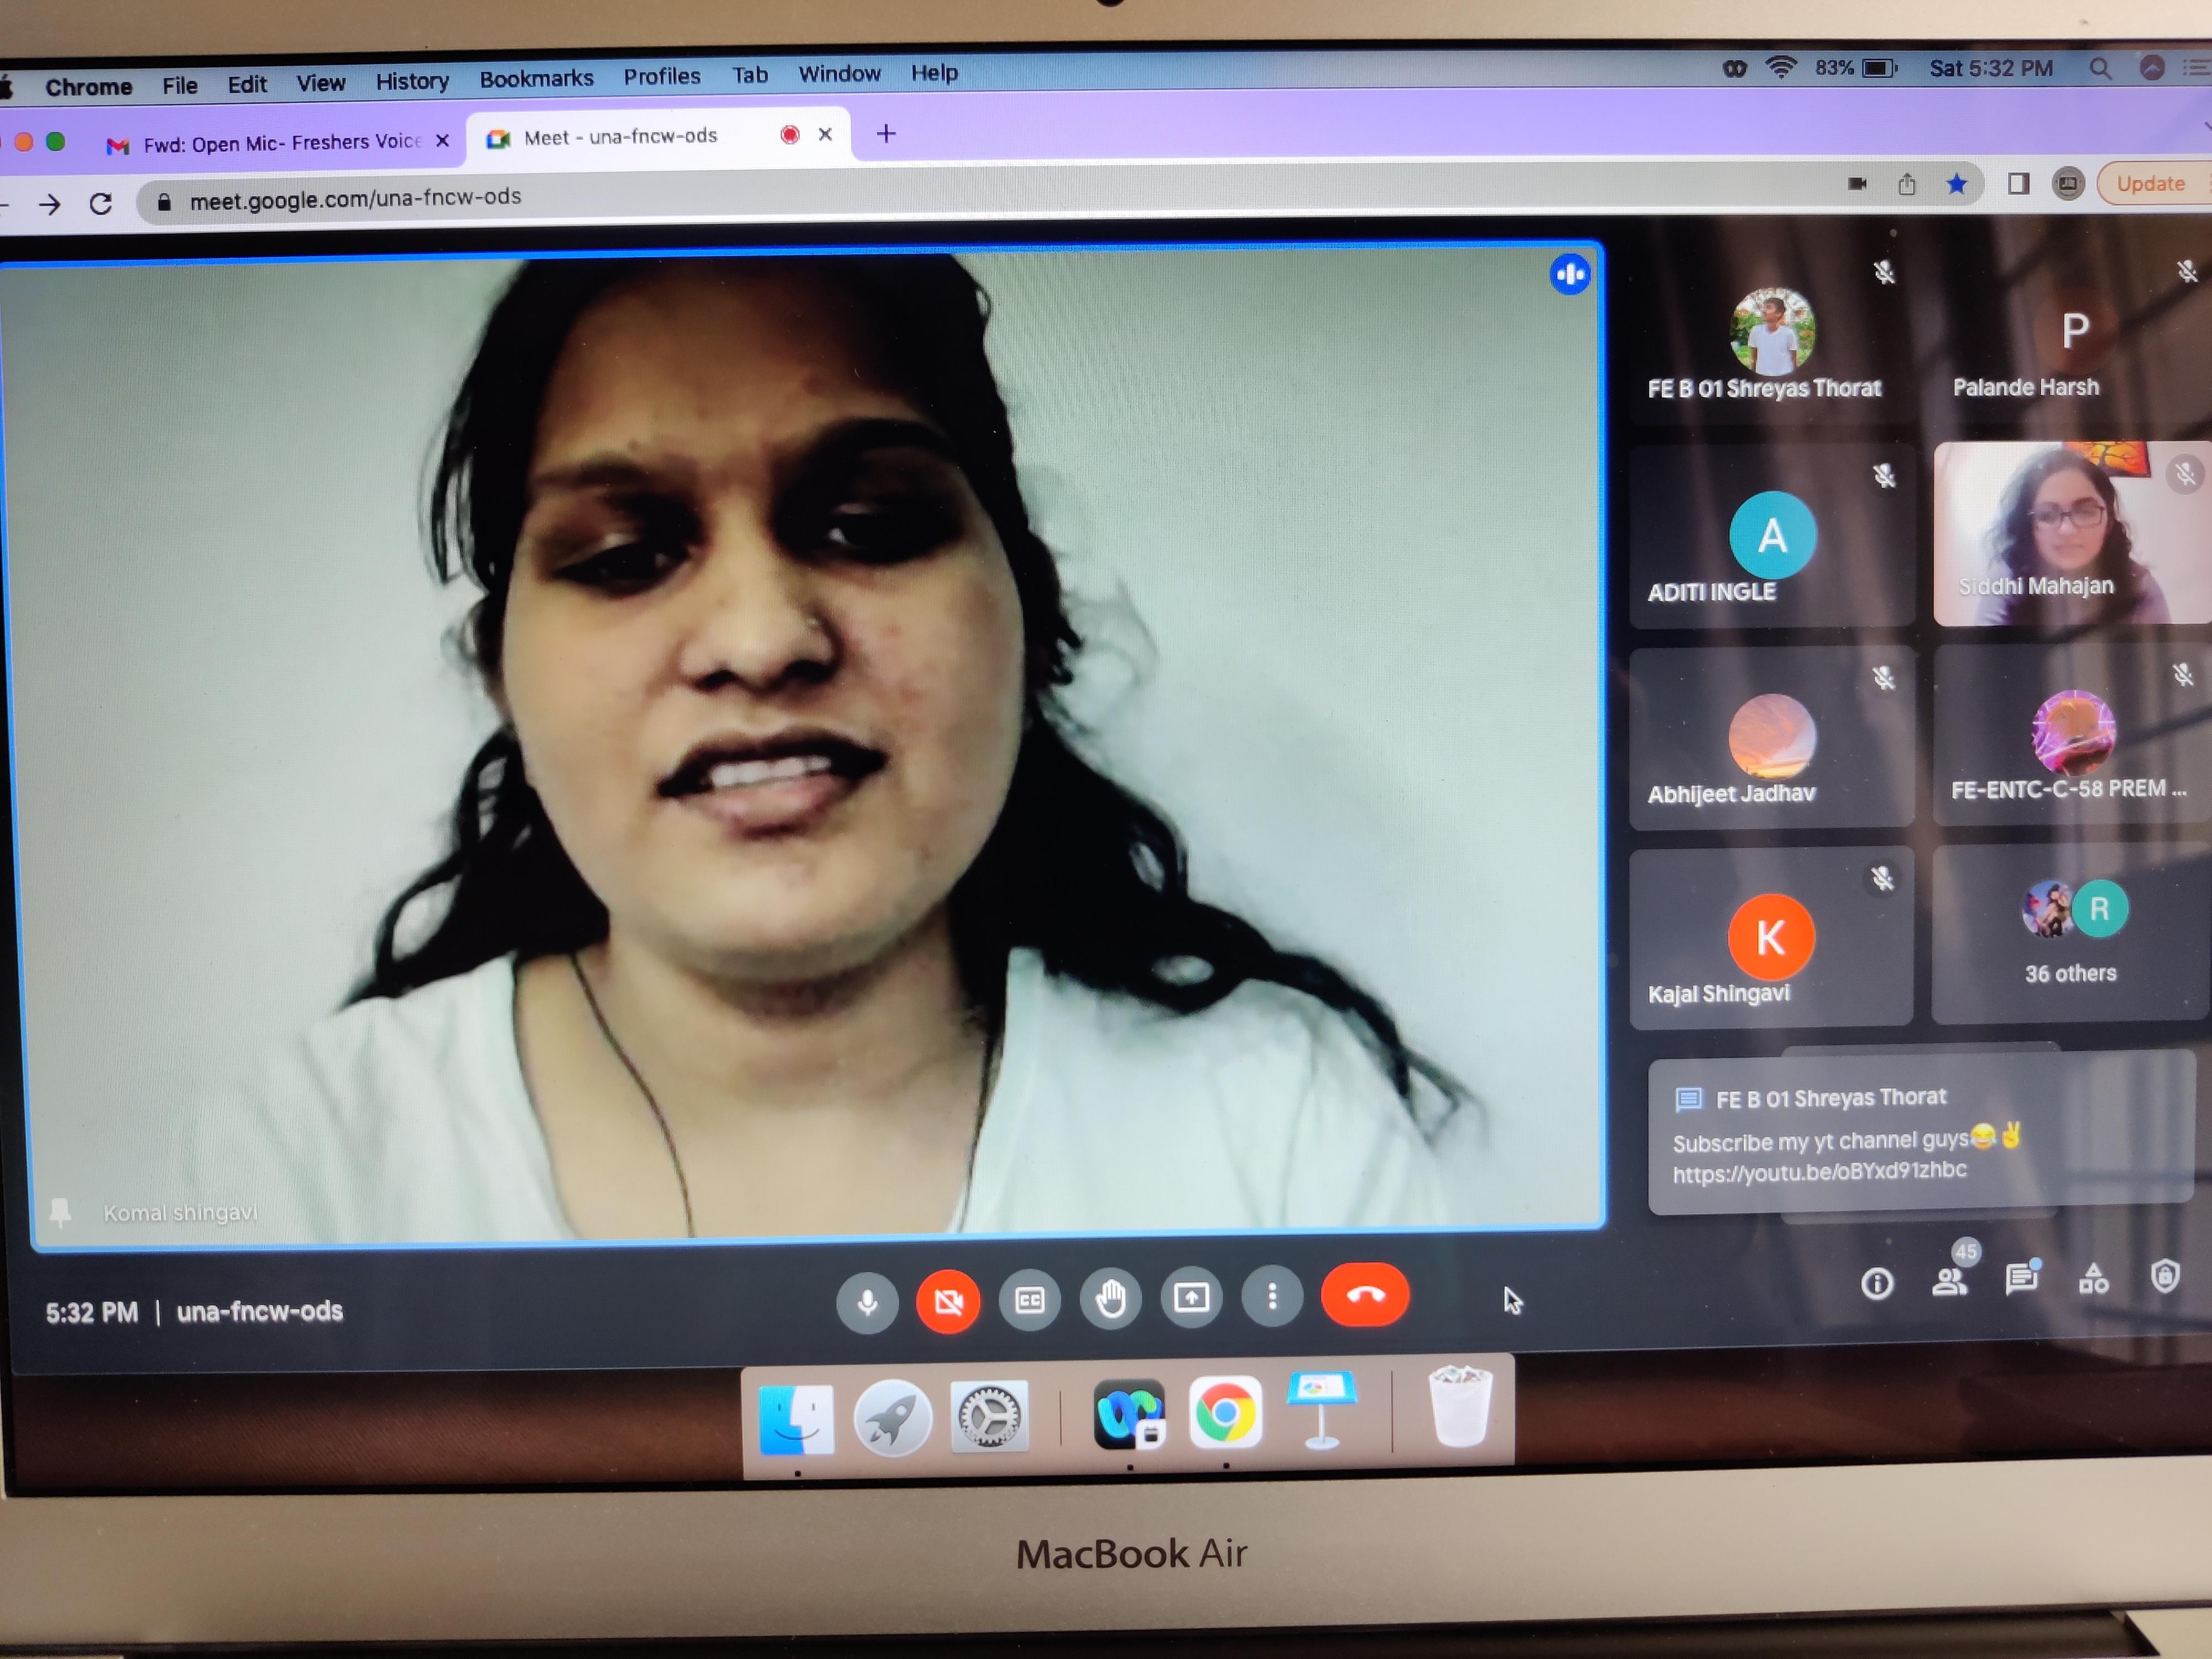 Chrome File Edit View History Bookmarks Profiles Tab Window Help 83% Sat 5:32 PM
Fwd: Open Mic- Freshers Voice Meet - una-fncw-ods
meet.google.com/una-fncw-ods Update
FE B 01 Shreyas Thorat
P
Palande Harsh
A
ADITI INGLE
Siddhi Mahajan
Abhijeet Jadhav
FE-ENTC-C-58 PREM ...
K
Kajal Shingavi
R
36 others
FE B 01 Shreyas Thorat
Subscribe my yt channel guys😂✌️
https://youtu.be/oBYxd91zhbc
Komal shingavi
45
5:32 PM | una-fncw-ods
CC
MacBook Air